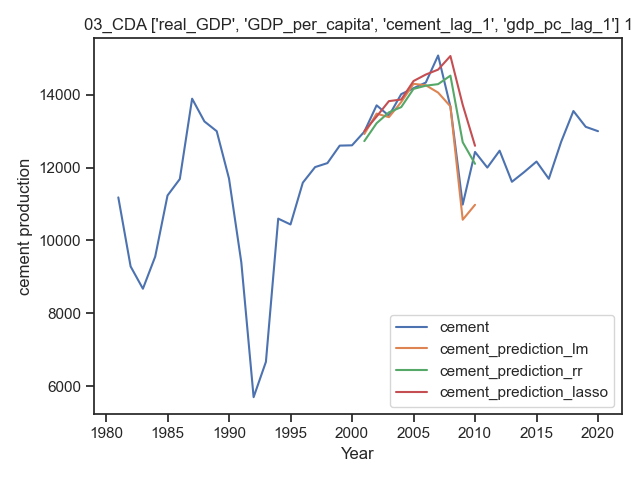 03_CDA ['real_GDP', 'GDP_per_capita', 'cement_lag_1', 'gdp_pc_lag_1'] 1
14000
12000
10000
8000
6000
cement production
cement
cement_prediction_lm
cement_prediction_rr
cement_prediction_lasso
1980 1985 1990 1995 2000 2005 2010 2015 2020
Year